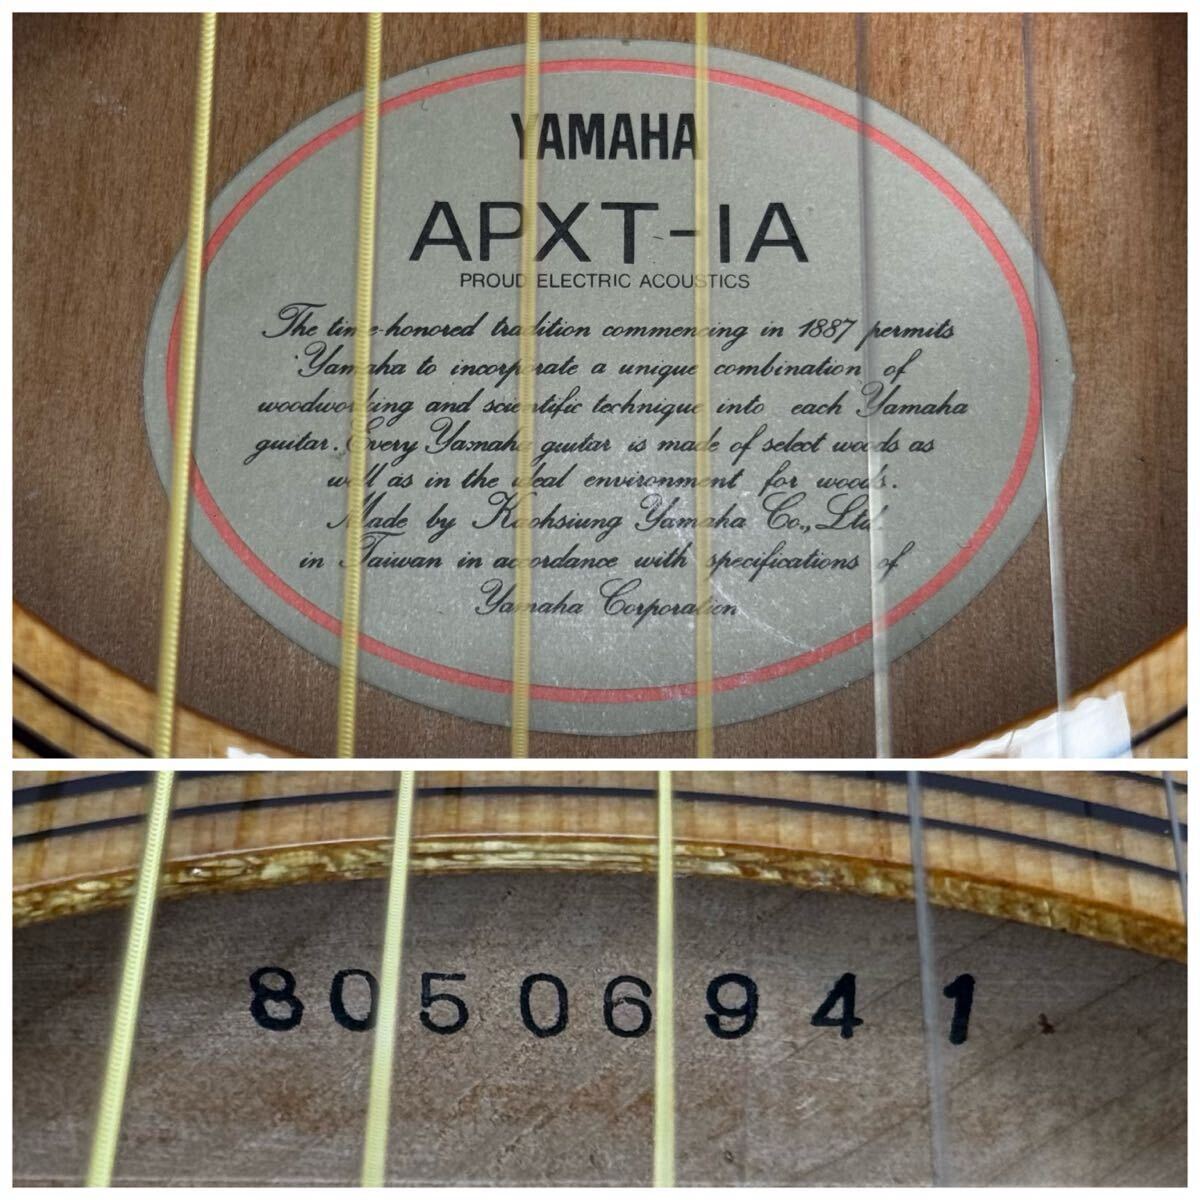 YAMAHA
APXT-1A
PROUD ELECTRIC ACOUSTICS
The time-honored tradition commencing in 1887 permits
Yamaha to incorporate a unique combination of
woodworking and scientific technique into each Yamaha
guitar. Every Yamaha guitar is made of select woods as
well as in the ideal environment for woods.
Made by Kaohsiung Yamaha Co., Ltd.
in Taiwan in accordance with specifications of
Yamaha Corporation
80506941